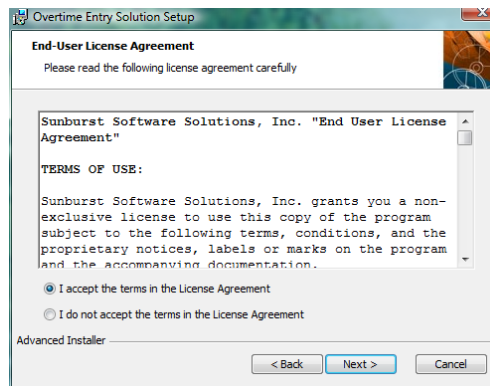 Overtime Entry Solution Setup
End-User License Agreement
Please read the following license agreement carefully
Sunburst Software Solutions, Inc. "End User License
Agreement"
TERMS OF USE:
Sunburst Software Solutions, Inc. grants you a non-
exclusive license to use this copy of the program
subject to the following terms, conditions, and the
proprietary notices, labels or marks on the program
and the accompanying documentation.
I accept the terms in the License Agreement
I do not accept the terms in the License Agreement
Advanced Installer
< Back Next > Cancel